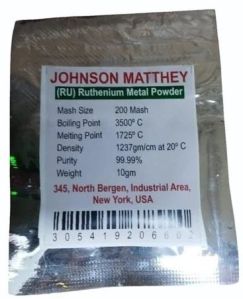 JOHNSON MATTHEY
(RU) Ruthenium Metal Powder
Mash Size 200 Mash
Boiling Point 3500° C
Melting Point 1725° C
Density 1237gm/cm at 20° C
Purity 99.99%
Weight 10gm
345, North Bergen, Industrial Area,
New York, USA
3054192066602